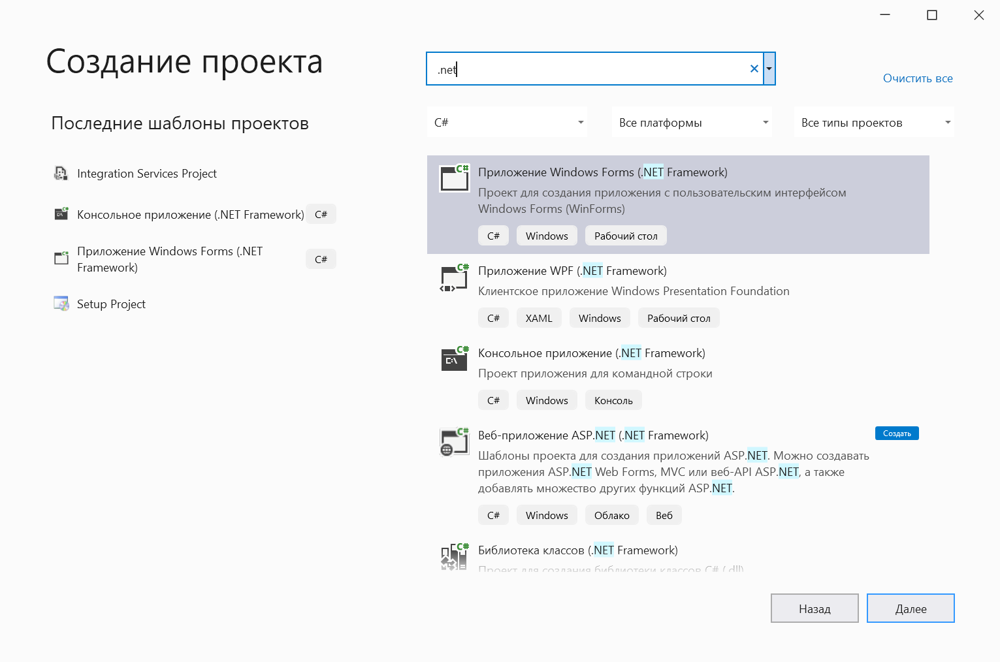 Создание проекта
Последние шаблоны проектов
Integration Services Project
Консольное приложение (.NET Framework) C#
Приложение Windows Forms (.NET
Framework)
C#
Setup Project
.net
Очистить все
C# Все платформы Все типы проектов
C#
Приложение Windows Forms (.NET Framework)
Проект для создания приложения с пользовательским интерфейсом
Windows Forms (WinForms)
C# Windows Рабочий стол
C#
Приложение WPF (.NET Framework)
Клиентское приложение Windows Presentation Foundation
C# XAML Windows Рабочий стол
C#
C:\
Консольное приложение (.NET Framework)
Проект приложения для командной строки
C# Windows Консоль
C#
Веб-приложение ASP.NET (.NET Framework) Создать
Шаблоны проекта для создания приложений ASP.NET. Можно создавать
приложения ASP.NET Web Forms, MVC или веб-API ASP.NET, а также
добавлять множество других функций ASP.NET.
C# Windows Облако Веб
C#
Библиотека классов (.NET Framework)
Проект для создания библиотеки классов C# (.dll)
Назад Далее